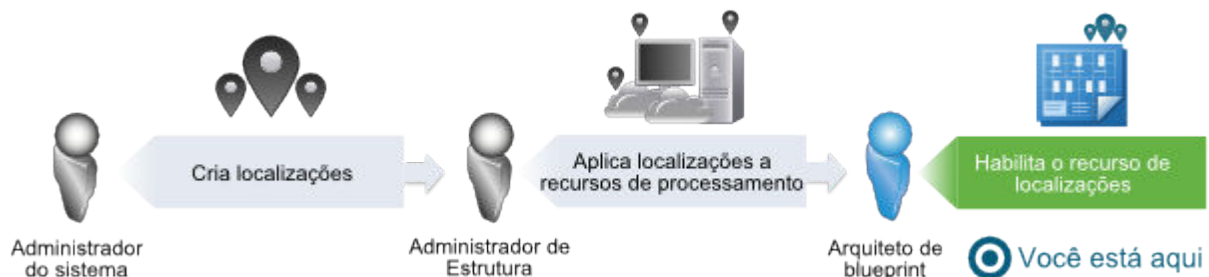 Cria localizações
Aplica localizações a
recursos de processamento
Habilita o recurso de
localizações
Administrador
do sistema
Administrador de
Estrutura
Arquiteto de
blueprint
Você está aqui